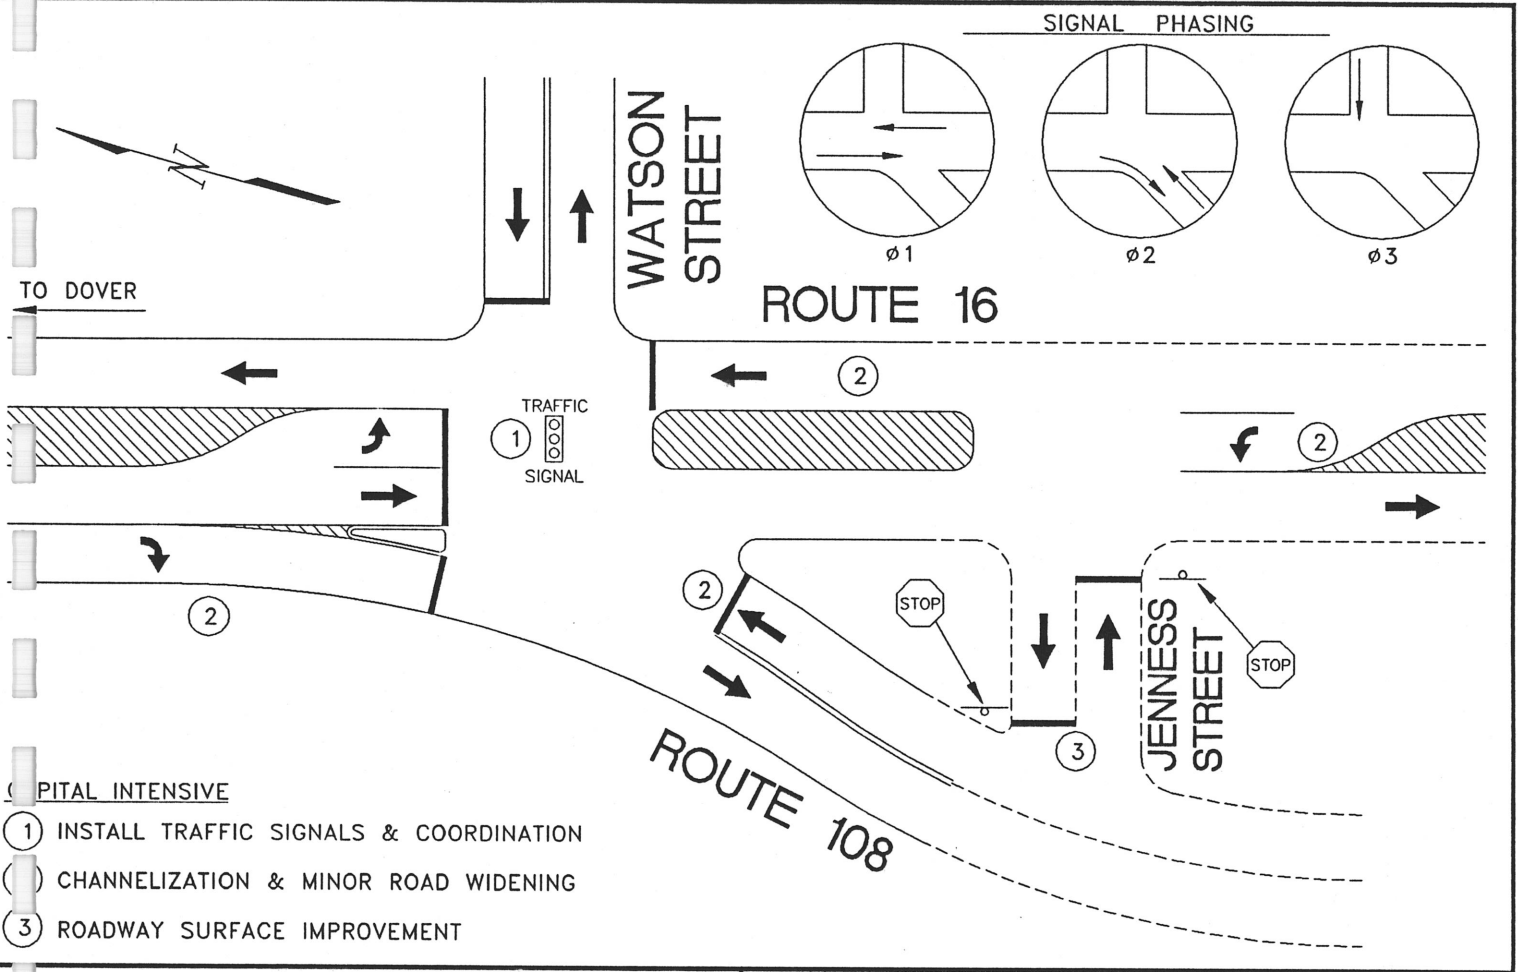 SIGNAL PHASING
ø1
ø2
ø3
N
WATSON
STREET
TO DOVER
ROUTE 16
2
TRAFFIC
1
SIGNAL
2
2
2
STOP
STOP
3
JENNESS
STREET
ROUTE 108
PITAL INTENSIVE
1 INSTALL TRAFFIC SIGNALS & COORDINATION
CHANNELIZATION & MINOR ROAD WIDENING
3 ROADWAY SURFACE IMPROVEMENT